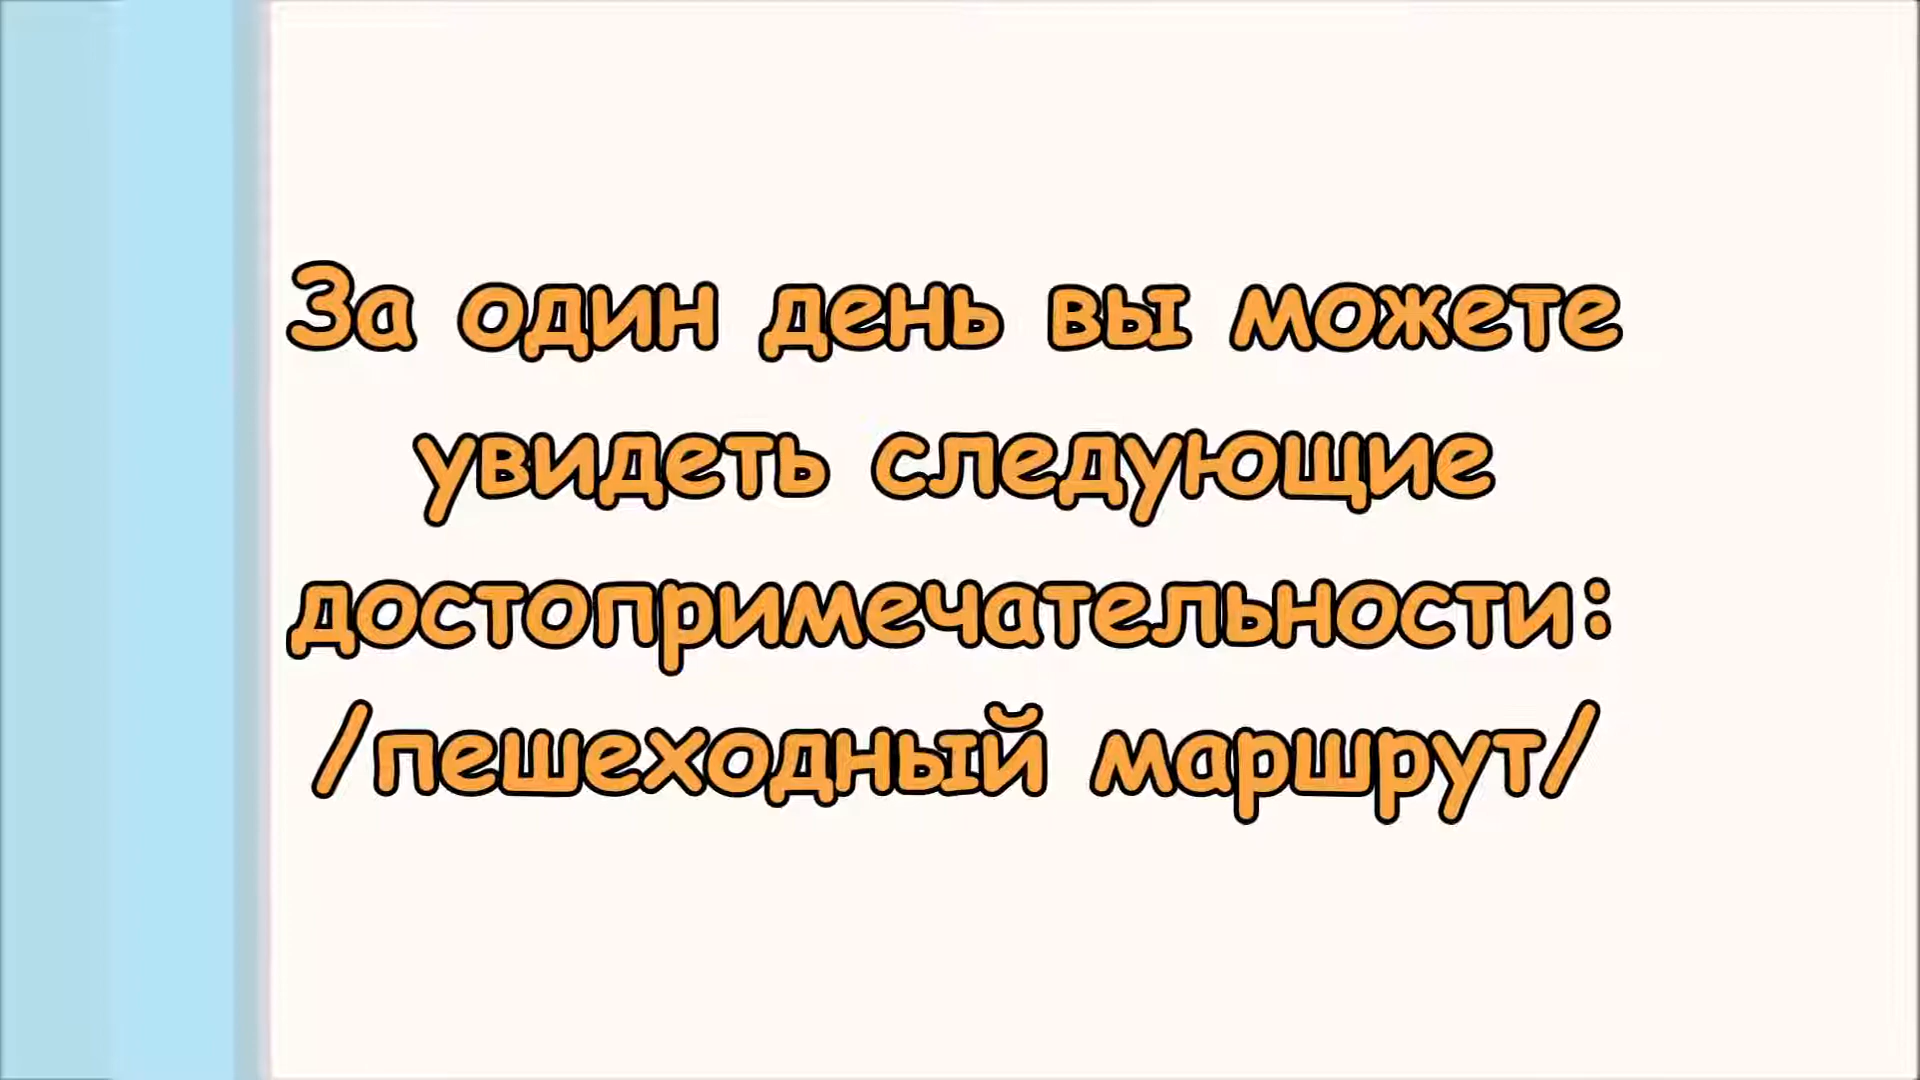 За один день вы можете
увидеть следующие
достопримечательности:
/пешеходный маршрут/